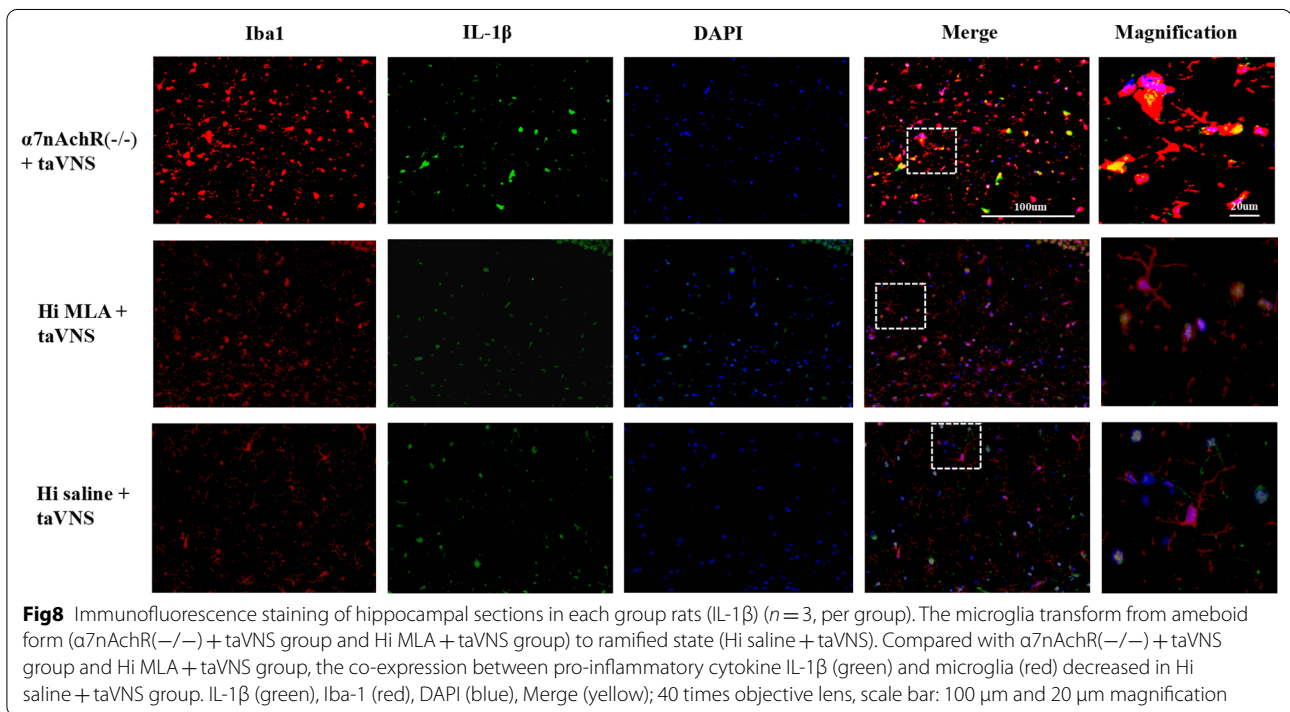 Iba1 IL-1β DAPI Merge Magnification
α7nAchR(-/-)
+ taVNS
100um
20um
Hi MLA +
taVNS
Hi saline +
taVNS
Fig8 Immunofluorescence staining of hippocampal sections in each group rats (IL-1β) (n = 3, per group). The microglia transform from ameboid
form (α7nAchR(−/−) + taVNS group and Hi MLA + taVNS group) to ramified state (Hi saline + taVNS). Compared with α7nAchR(−/−) + taVNS
group and Hi MLA + taVNS group, the co-expression between pro-inflammatory cytokine IL-1β (green) and microglia (red) decreased in Hi
saline + taVNS group. IL-1β (green), Iba-1 (red), DAPI (blue), Merge (yellow); 40 times objective lens, scale bar: 100 μm and 20 μm magnification